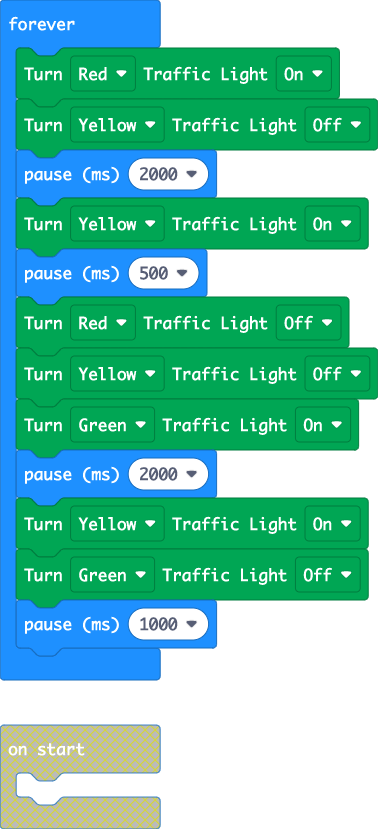 forever
Turn Red Traffic Light On
Turn Yellow Traffic Light Off
pause (ms) 2000
Turn Yellow Traffic Light On
pause (ms) 500
Turn Red Traffic Light Off
Turn Yellow Traffic Light Off
Turn Green Traffic Light On
pause (ms) 2000
Turn Yellow Traffic Light On
Turn Green Traffic Light Off
pause (ms) 1000
on start